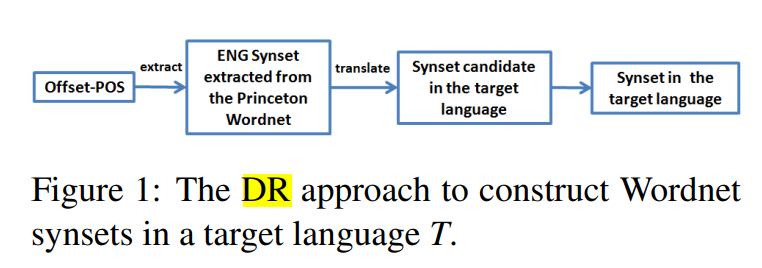 Offset-POS
extract
ENG Synset
extracted from
the Princeton
Wordnet
translate
Synset candidate
in the target
language
Synset in the
target language
Figure 1: The DR approach to construct Wordnet
synsets in a target language T.